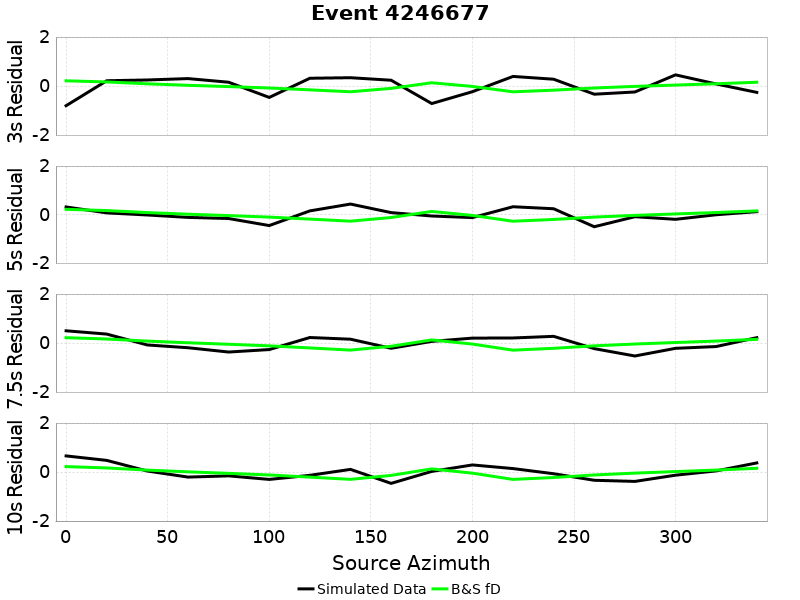 Event 4246677
3s Residual
2
0
-2
5s Residual
2
0
-2
7.5s Residual
2
0
-2
10s Residual
2
0
-2
0 50 100 150 200 250 300
Source Azimuth
Simulated Data B&S fD